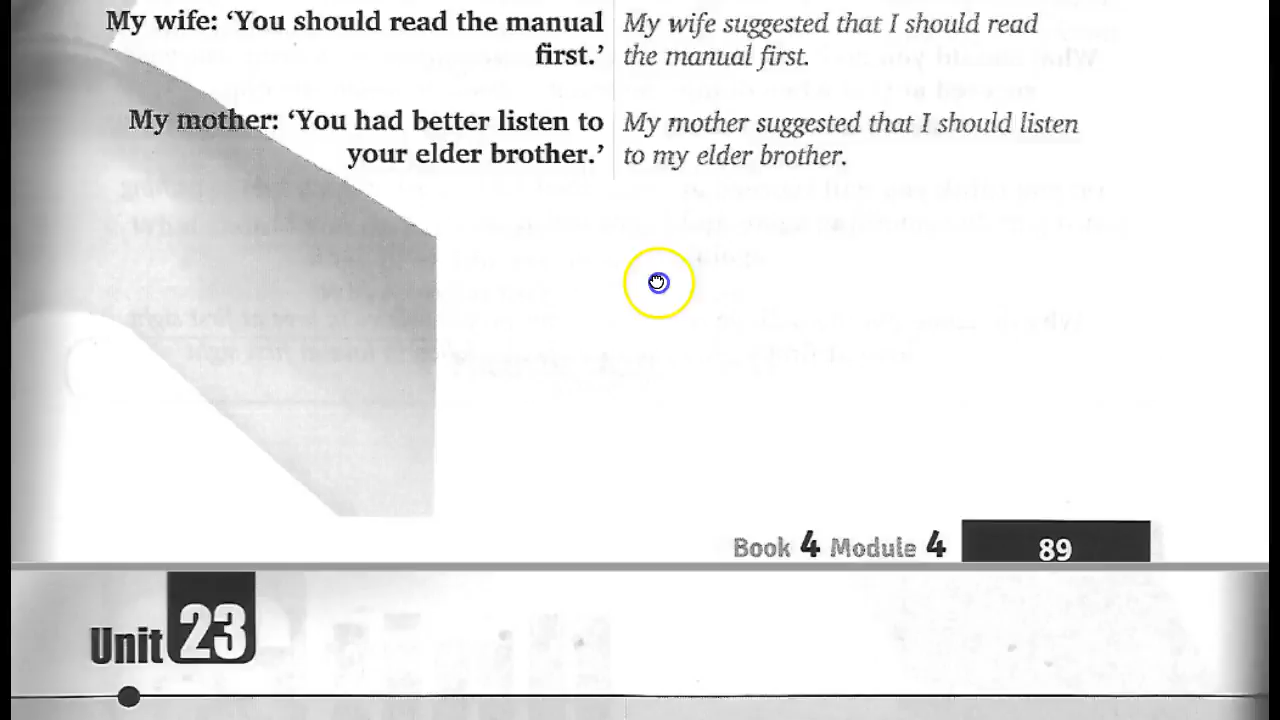 My wife: ‘You should read the manual
first.’
My wife suggested that I should read
the manual first.
My mother: ‘You had better listen to
your elder brother.’
My mother suggested that I should listen
to my elder brother.
Book 4 Module 4
89
Unit 23